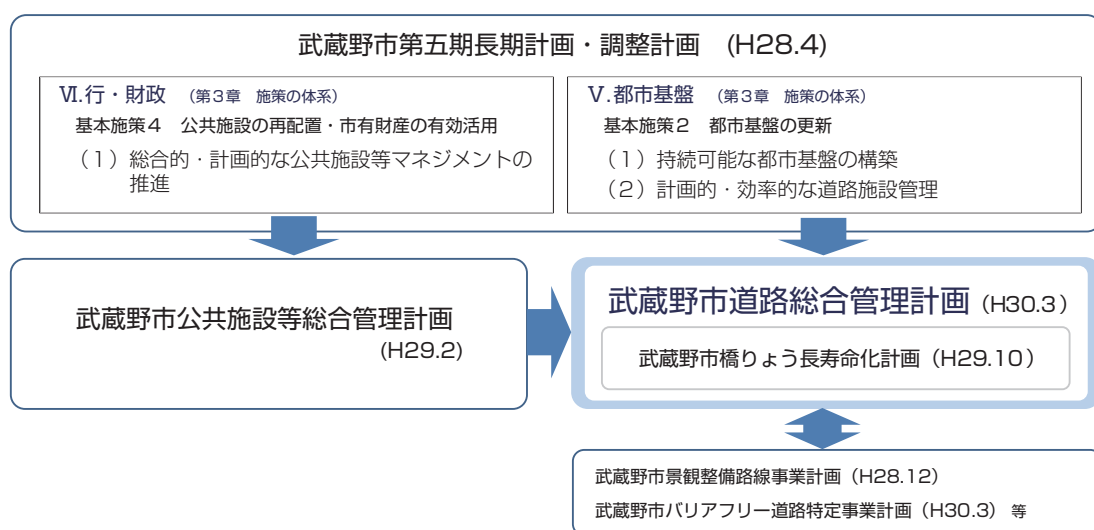 武蔵野市第五期長期計画・調整計画 (H28.4)
Ⅵ.行・財政 (第3章 施策の体系)
基本施策4 公共施設の再配置・市有財産の有効活用
(1)総合的・計画的な公共施設等マネジメントの
推進
Ⅴ.都市基盤 (第3章 施策の体系)
基本施策2 都市基盤の更新
(1)持続可能な都市基盤の構築
(2)計画的・効率的な道路施設管理
武蔵野市公共施設等総合管理計画
(H29.2)
武蔵野市道路総合管理計画 (H30.3)
武蔵野市橋りょう長寿命化計画(H29.10)
武蔵野市景観整備路線事業計画(H28.12)
武蔵野市バリアフリー道路特定事業計画(H30.3) 等